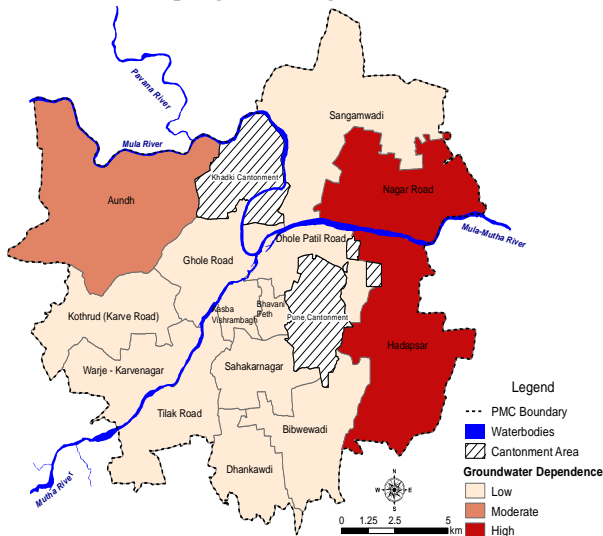 Pavana River
Mula River
Sangamwadi
Khadki Cantonment
Nagar Road
Aundh
Mula-Mutha River
Dhole Patil Road
Ghole Road
Kothrud (Karve Road)
Kasba
Vishrambagh
Bhavani
Peth
Pune Cantonment
Hadapsar
Warje - Karvenagar
Sahakarnagar
Tilak Road
Bibwewadi
Dhankawdi
Mutha River
Legend
PMC Boundary
Waterbodies
Cantonment Area
Groundwater Dependence
Low
Moderate
High
N
W E
S
0 1.25 2.5 5
km